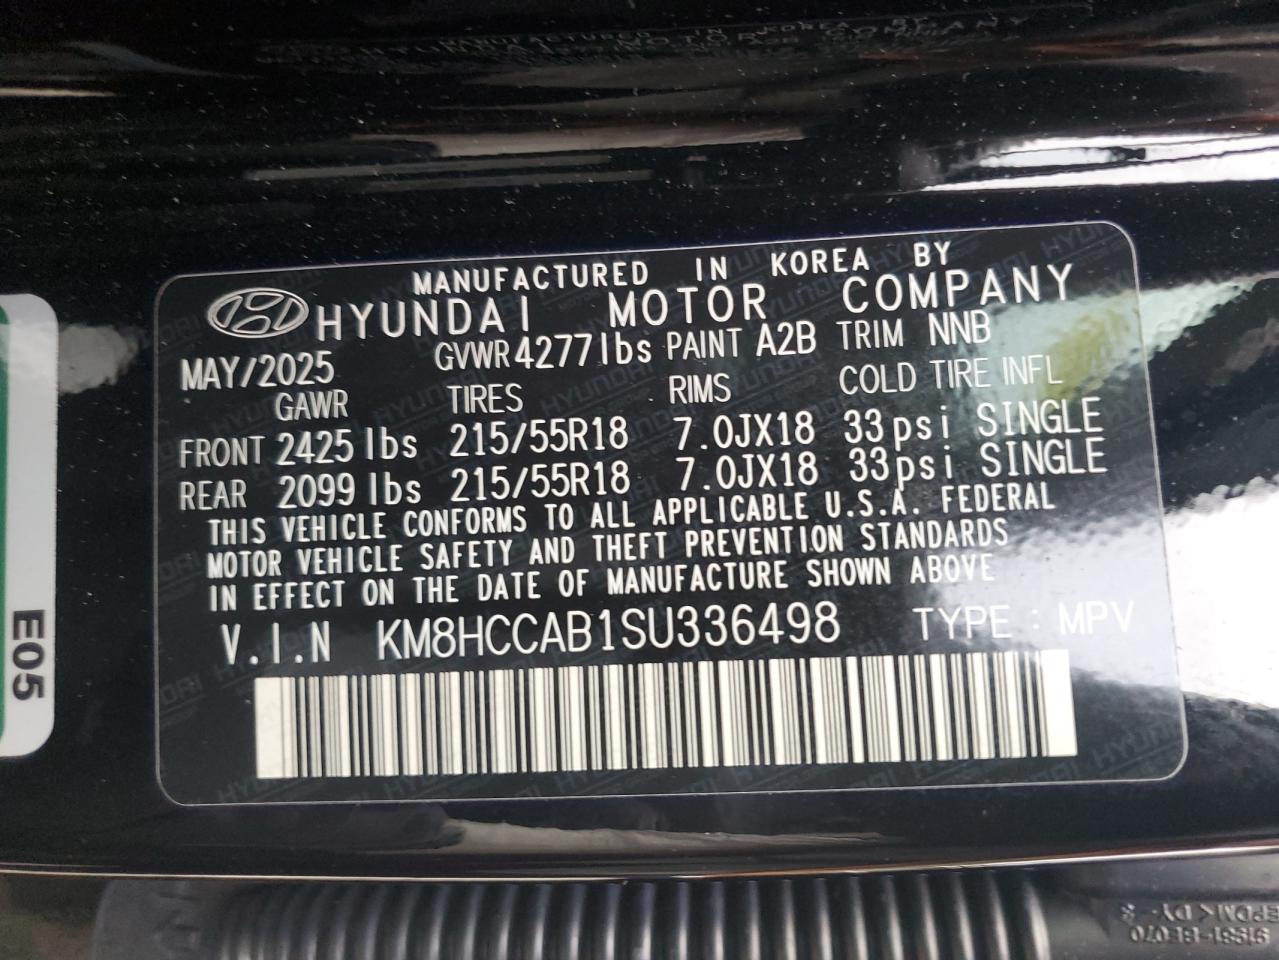 MANUFACTURED IN KOREA BY
HYUNDAI MOTOR COMPANY
MAY/2025 GVWR 4277lbs PAINT A2B TRIM NNB
GAWR TIRES RIMS COLD TIRE INFL
FRONT 2425 lbs 215/55R18 7.0JX18 33psi SINGLE
REAR 2099 lbs 215/55R18 7.0JX18 33psi SINGLE
THIS VEHICLE CONFORMS TO ALL APPLICABLE U.S.A. FEDERAL
MOTOR VEHICLE SAFETY AND THEFT PREVENTION STANDARDS
IN EFFECT ON THE DATE OF MANUFACTURE SHOWN ABOVE
V.I.N KM8HCCAB1SU336498 TYPE : MPV
E05
91981-BE070